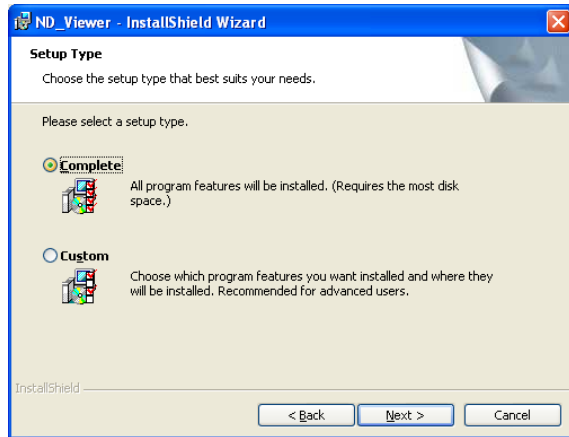 ND_Viewer - InstallShield Wizard
Setup Type
Choose the setup type that best suits your needs.
Please select a setup type.
Complete
All program features will be installed. (Requires the most disk
space.)
Custom
Choose which program features you want installed and where they
will be installed. Recommended for advanced users.
InstallShield
< Back Next > Cancel